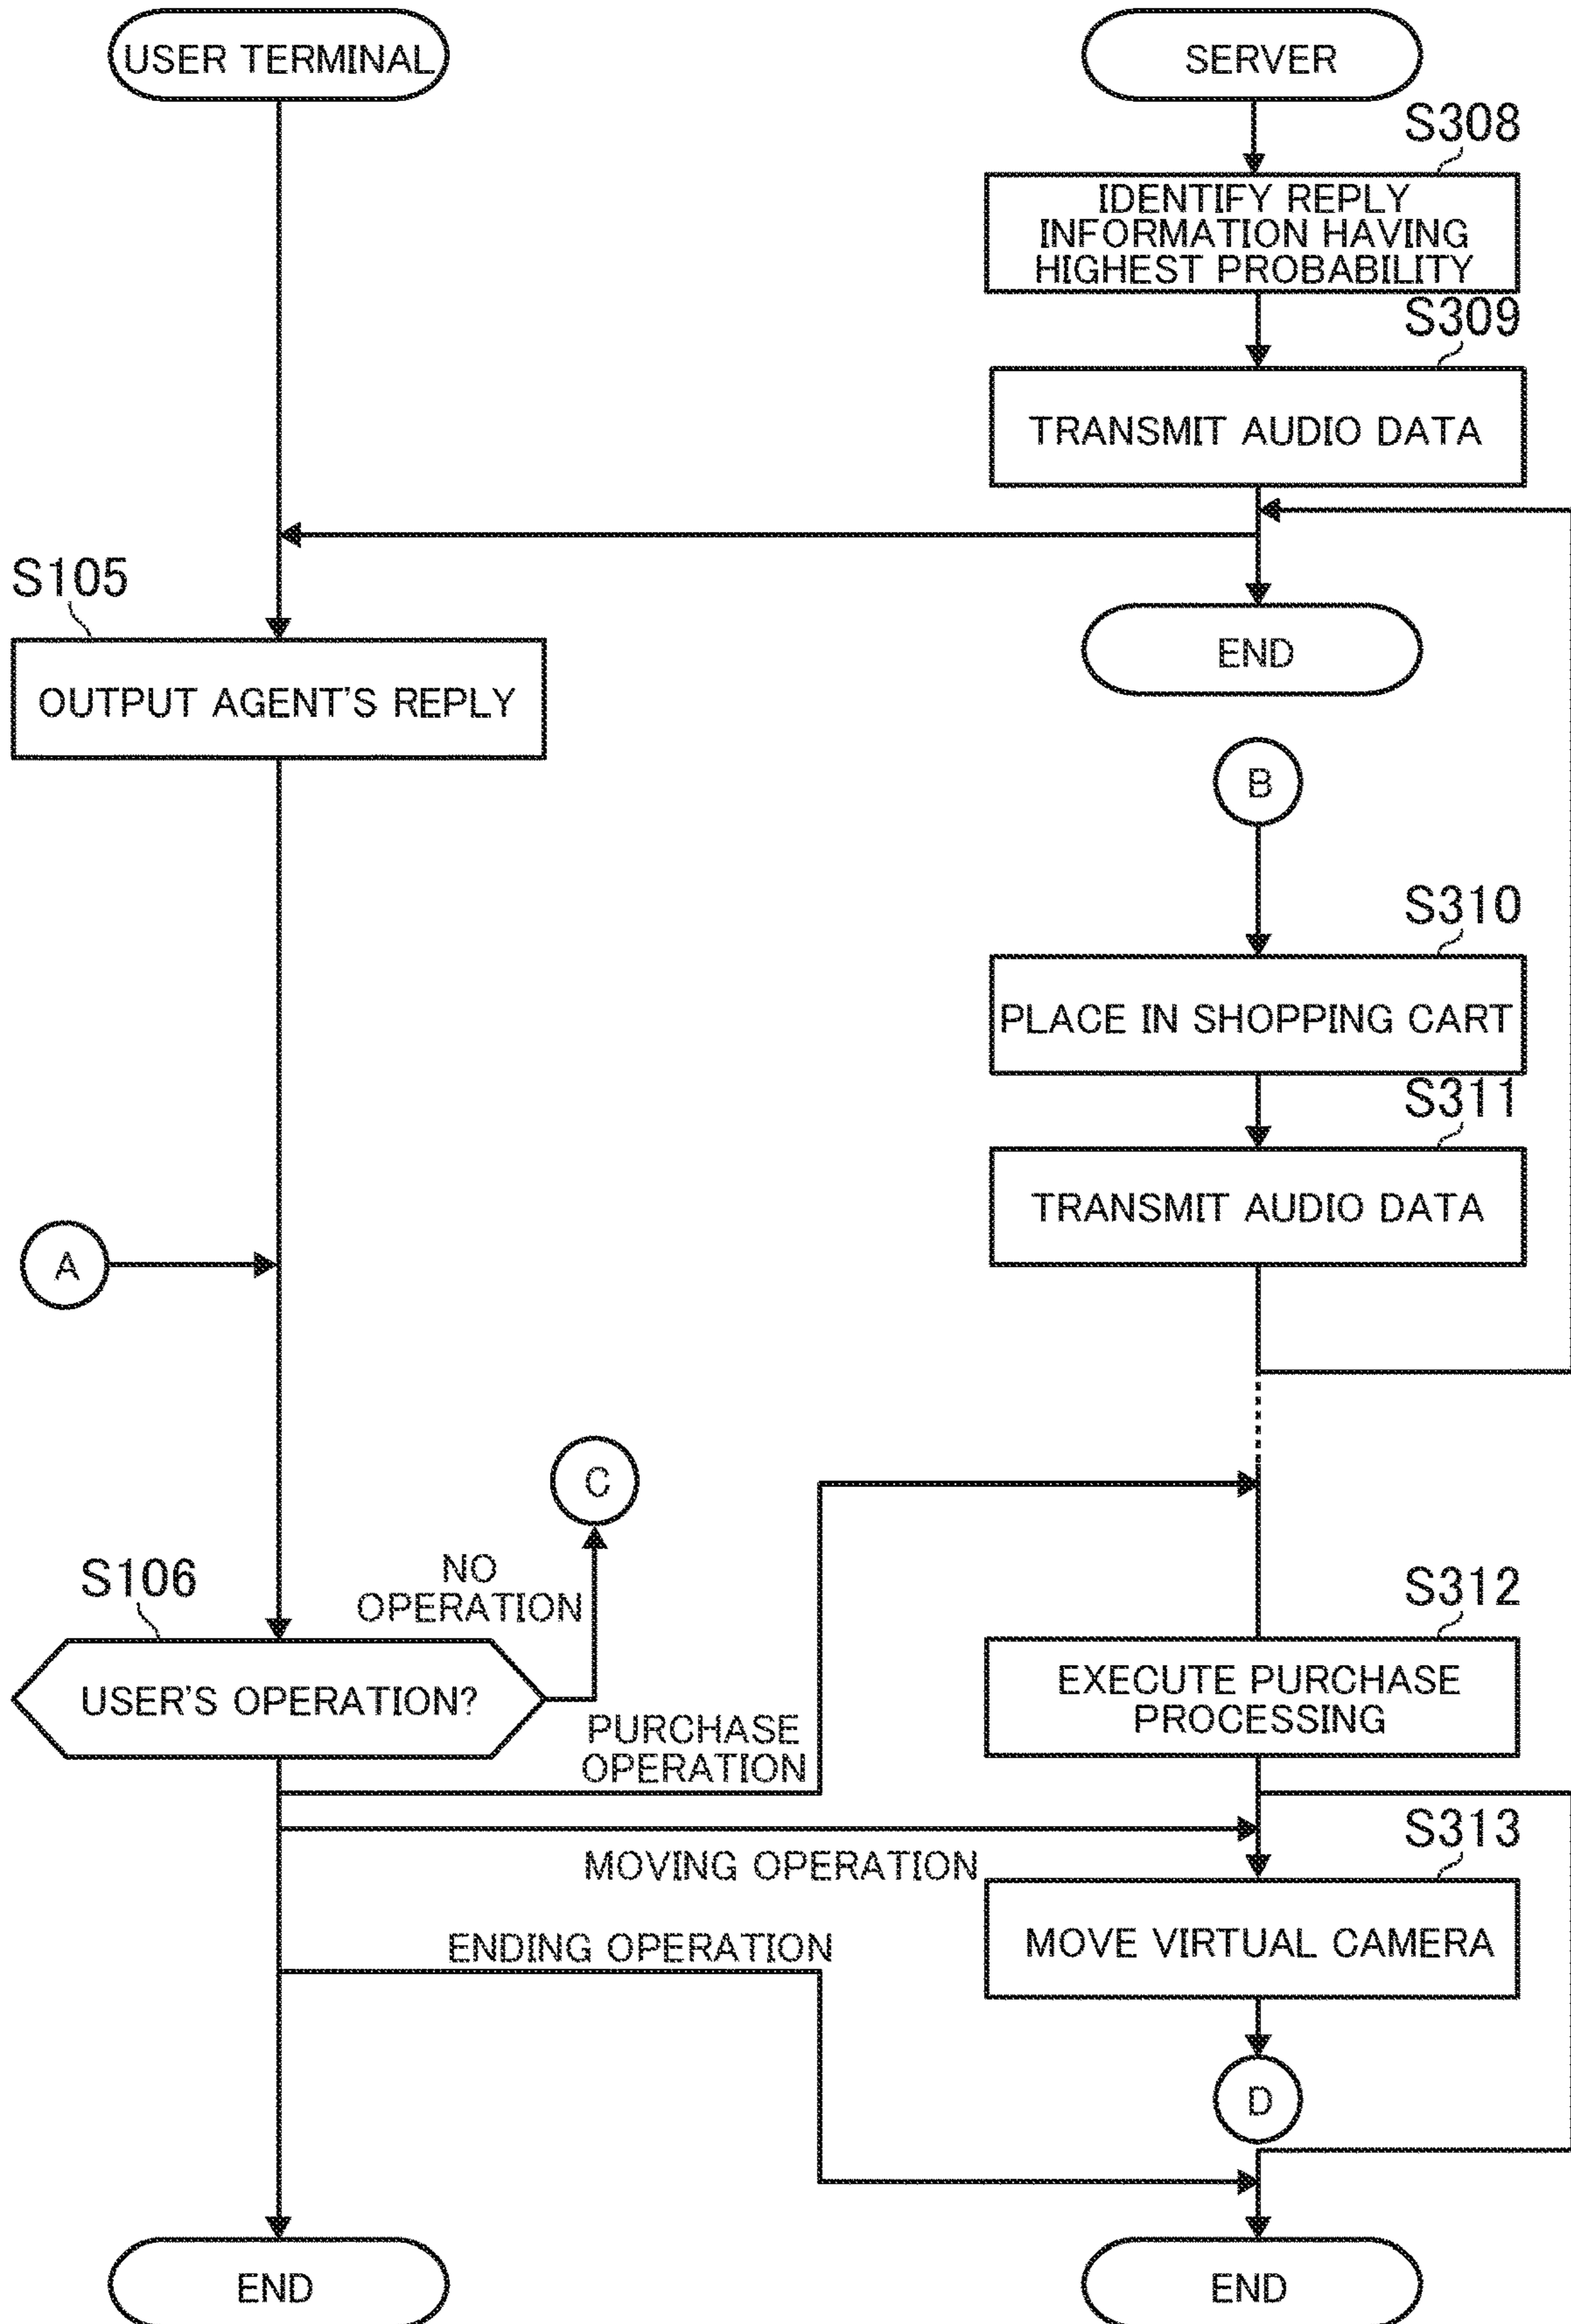 USER TERMINAL
SERVER
S308
IDENTIFY REPLY
INFORMATION HAVING
HIGHEST PROBABILITY
S309
TRANSMIT AUDIO DATA
S105
OUTPUT AGENT'S REPLY
END
B
S310
PLACE IN SHOPPING CART
S311
TRANSMIT AUDIO DATA
A
C
NO
OPERATION
S106
USER'S OPERATION?
S312
EXECUTE PURCHASE
PROCESSING
PURCHASE
OPERATION
MOVING OPERATION
S313
MOVE VIRTUAL CAMERA
ENDING OPERATION
D
END
END